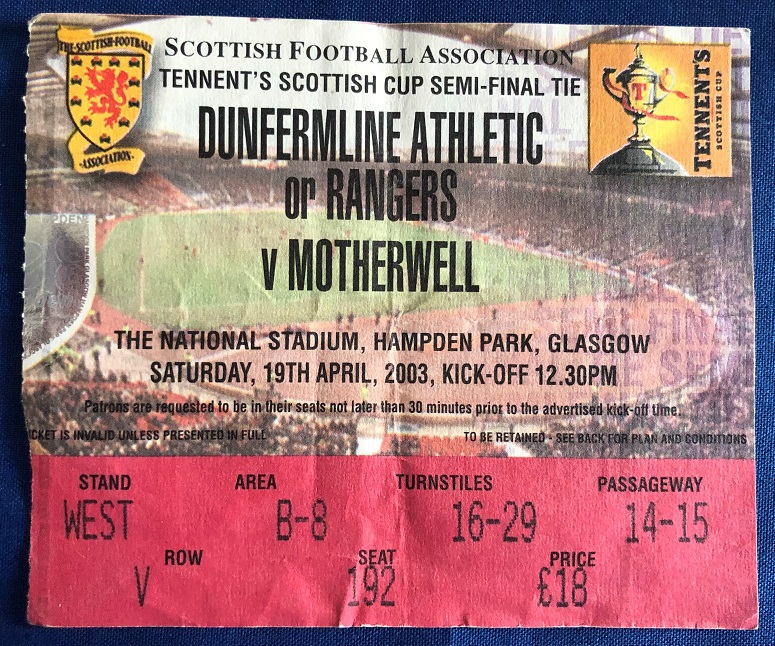 THE·SCOTTISH·FOOTBALL
·ASSOCIATION·
SCOTTISH FOOTBALL ASSOCIATION
TENNENT'S SCOTTISH CUP SEMI-FINAL TIE
T
TENNENT'S
SCOTTISH CUP
DUNFERMLINE ATHLETIC
or RANGERS
v MOTHERWELL
THE NATIONAL STADIUM, HAMPDEN PARK, GLASGOW
SATURDAY, 19TH APRIL, 2003, KICK-OFF 12.30PM
Patrons are requested to be in their seats not later than 30 minutes prior to the advertised kick-off time.
ICKET IS INVALID UNLESS PRESENTED IN FULL
TO BE RETAINED - SEE BACK FOR PLAN AND CONDITIONS
STAND AREA TURNSTILES PASSAGEWAY
WEST B-8 16-29 14-15
ROW SEAT PRICE
V 192 £18